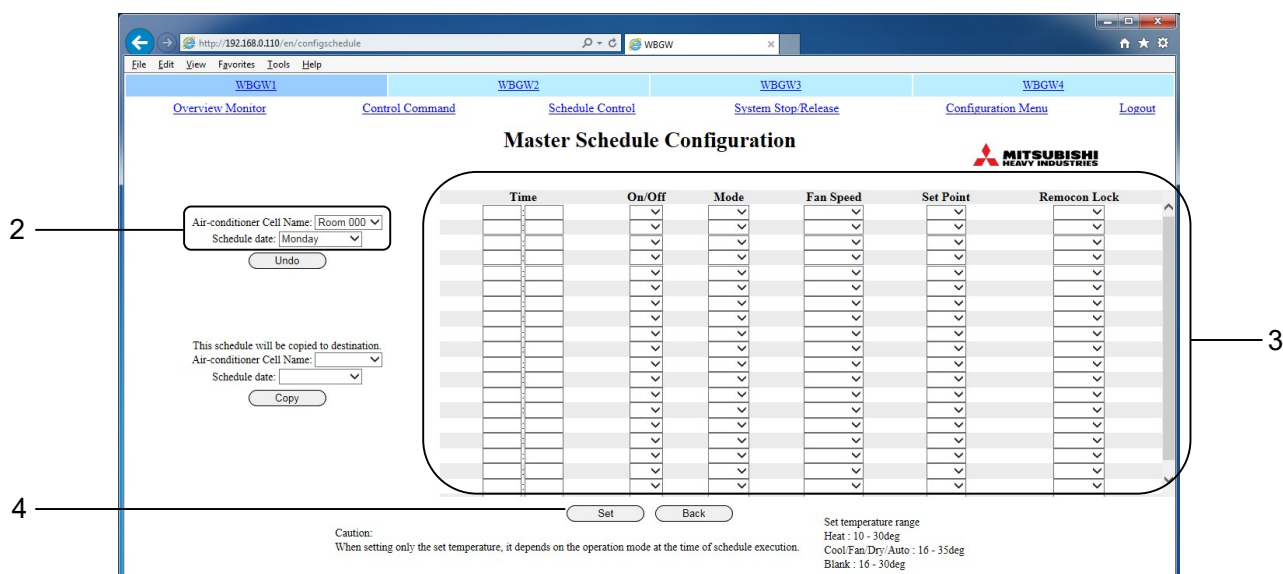 http://192.168.0.110/en/configschedule
WBGW
File Edit View Favorites Tools Help
WBGW1 WBGW2 WBGW3 WBGW4
Overview Monitor Control Command Schedule Control System Stop/Release Configuration Menu Logout
Master Schedule Configuration
MITSUBISHI
HEAVY INDUSTRIES
Time On/Off Mode Fan Speed Set Point Remocon Lock
2
Air-conditioner Cell Name: Room 000
Schedule date: Monday
Undo
3
This schedule will be copied to destination.
Air-conditioner Cell Name:
Schedule date:
Copy
4
Set Back
Caution:
When setting only the set temperature, it depends on the operation mode at the time of schedule execution.
Set temperature range
Heat : 10 - 30deg
Cool/Fan/Dry/Auto : 16 - 35deg
Blank : 16 - 30deg